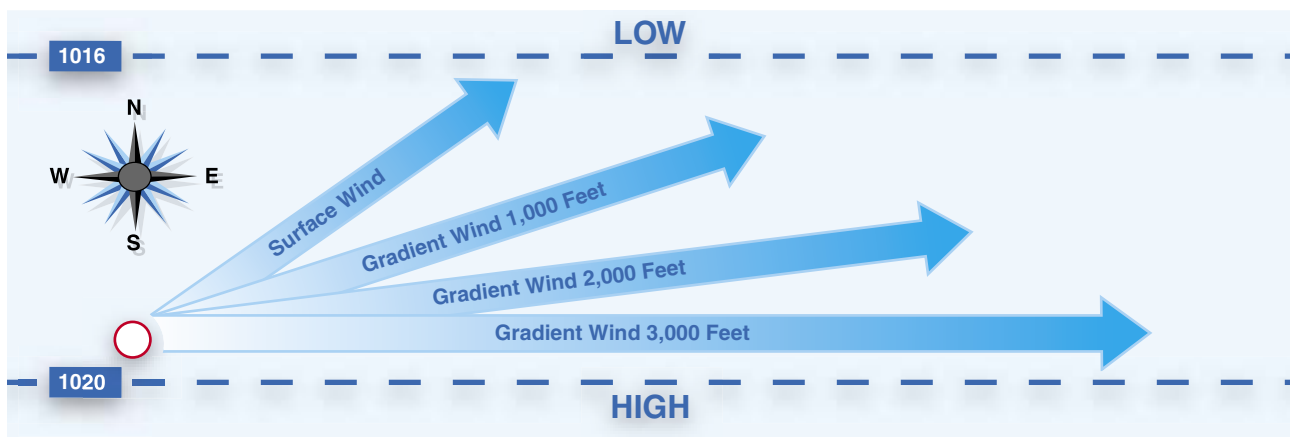 LOW
1016
N
W E
S
Surface Wind
Gradient Wind 1,000 Feet
Gradient Wind 2,000 Feet
Gradient Wind 3,000 Feet
1020
HIGH